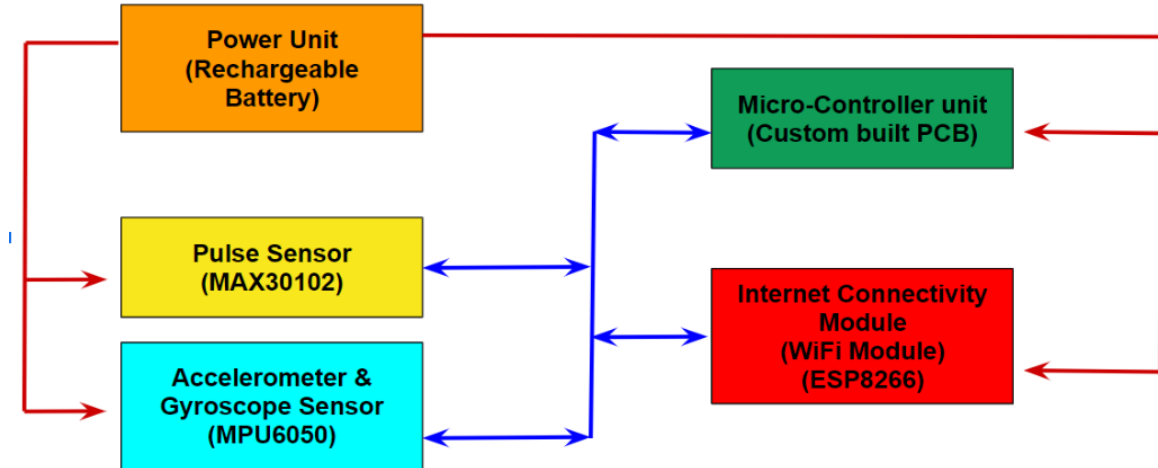 Power Unit
(Rechargeable
Battery)
Micro-Controller unit
(Custom built PCB)
Pulse Sensor
(MAX30102)
Internet Connectivity
Module
(WiFi Module)
(ESP8266)
Accelerometer &
Gyroscope Sensor
(MPU6050)